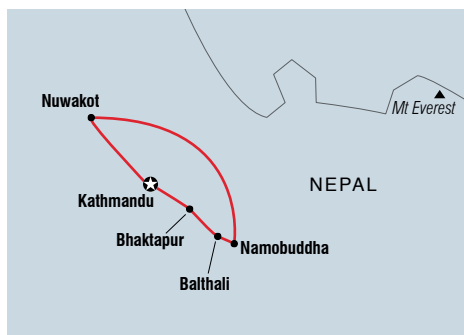 Mt Everest
Nuwakot
NEPAL
Kathmandu
Bhaktapur
Namobuddha
Balthali